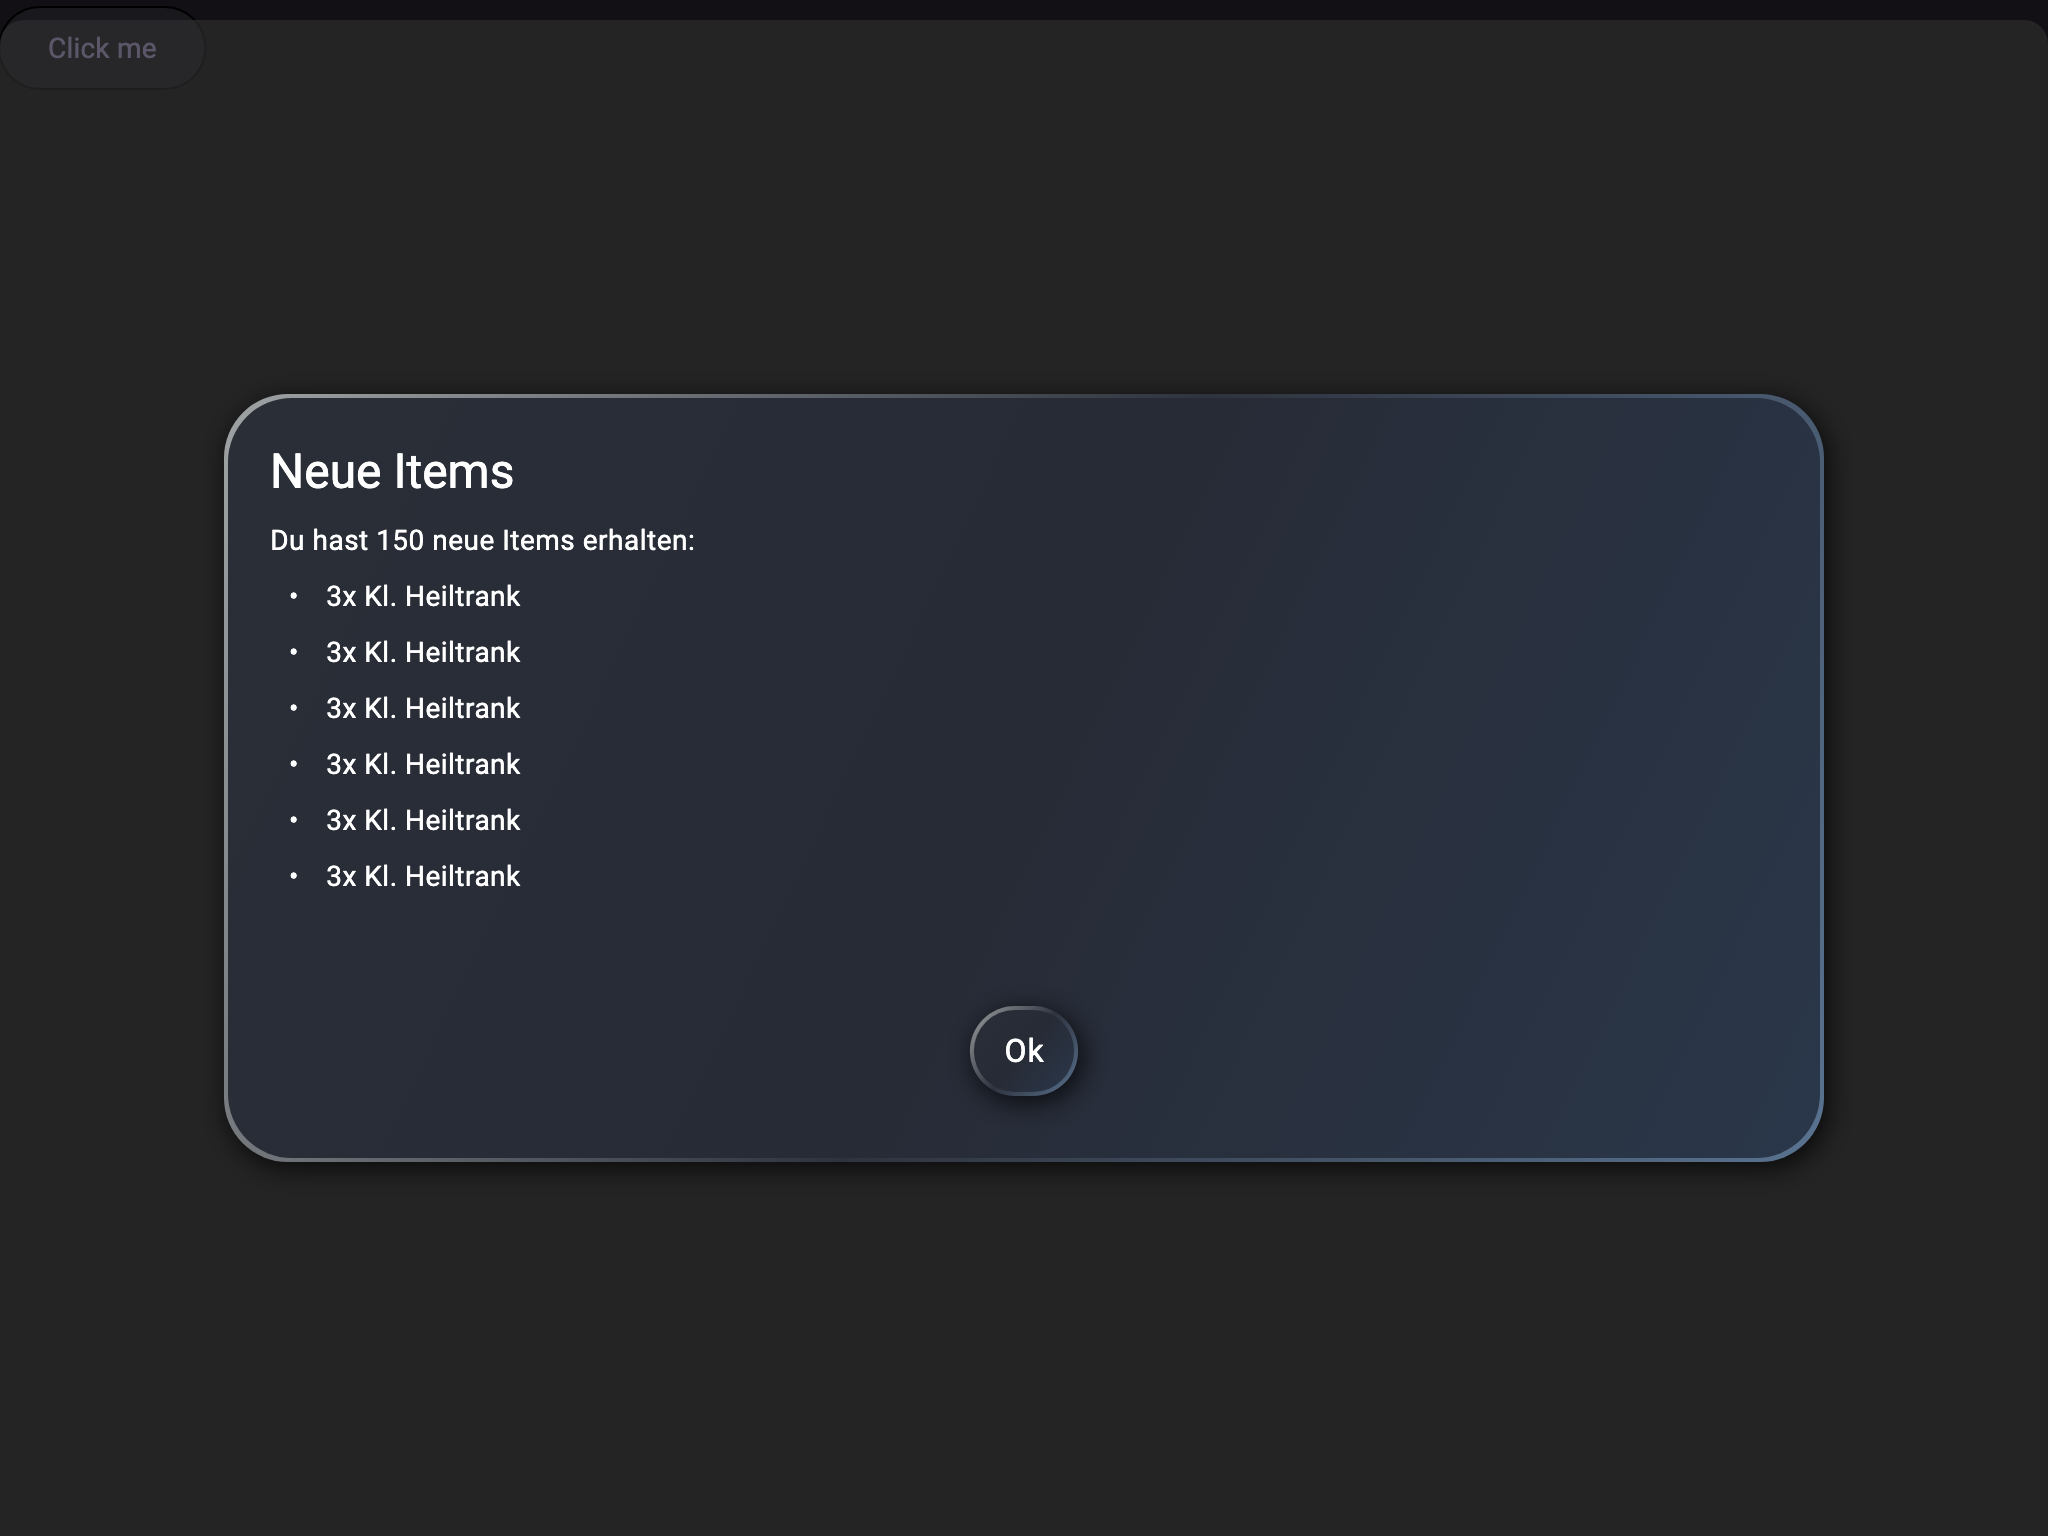 Click me
Neue Items
Du hast 150 neue Items erhalten:
• 3x Kl. Heiltrank
• 3x Kl. Heiltrank
• 3x Kl. Heiltrank
• 3x Kl. Heiltrank
• 3x Kl. Heiltrank
• 3x Kl. Heiltrank
Ok